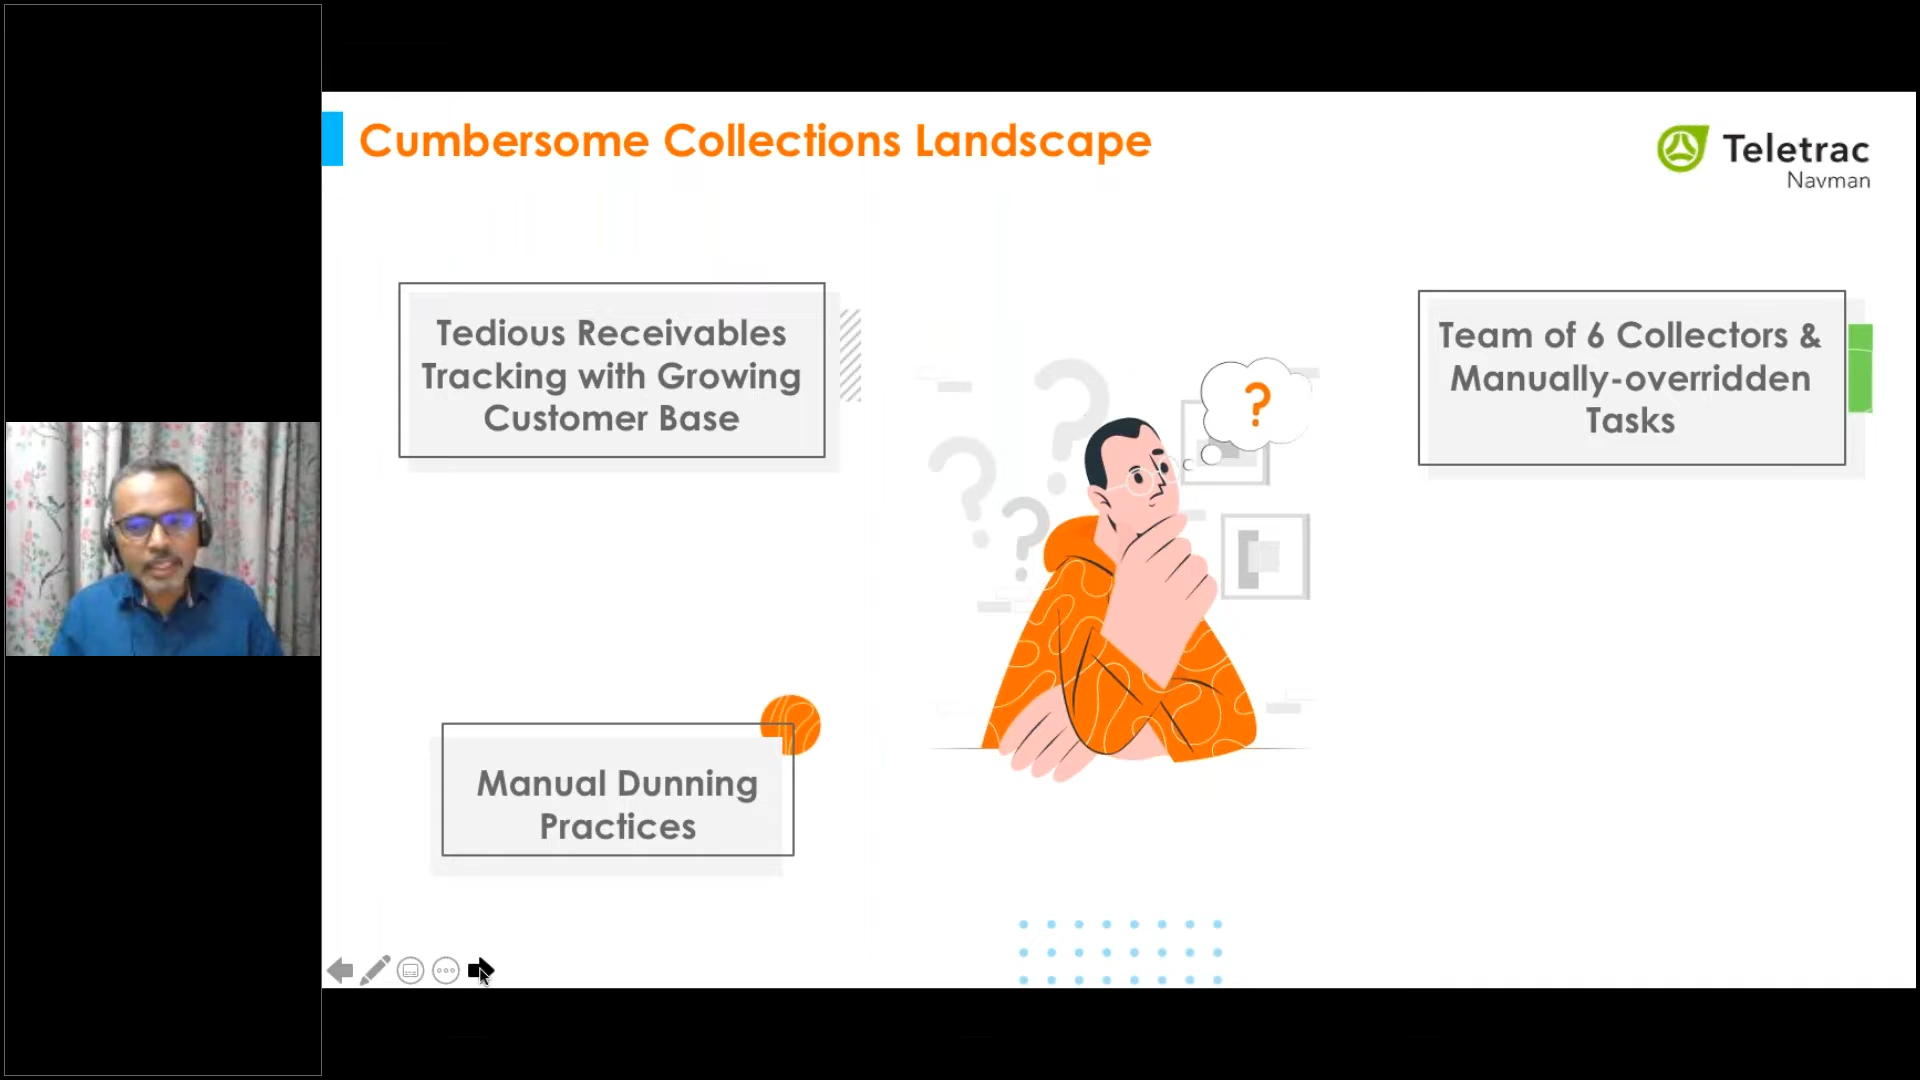 Cumbersome Collections Landscape
Teletrac
Navman
Tedious Receivables
Tracking with Growing
Customer Base
Team of 6 Collectors &
Manually-overridden
Tasks
?
Manual Dunning
Practices